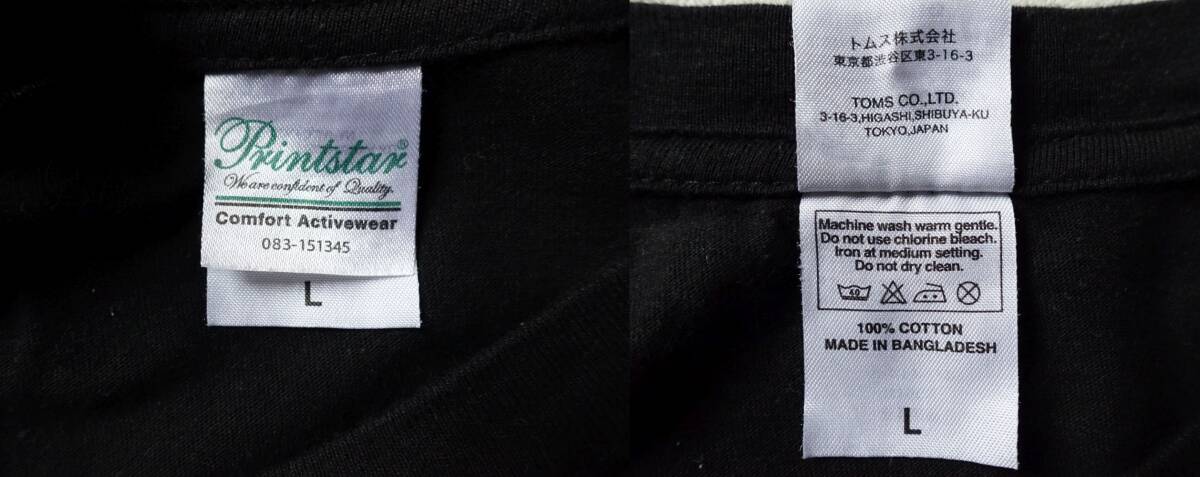 Printstar®
We are confident of Quality.
Comfort Activewear
083-151345
L
トムス株式会社
東京都渋谷区東3-16-3
TOMS CO.,LTD.
3-16-3,HIGASHI,SHIBUYA-KU
TOKYO,JAPAN
Machine wash warm gentle.
Do not use chlorine bleach.
Iron at medium setting.
Do not dry clean.
40
100% COTTON
MADE IN BANGLADESH
L